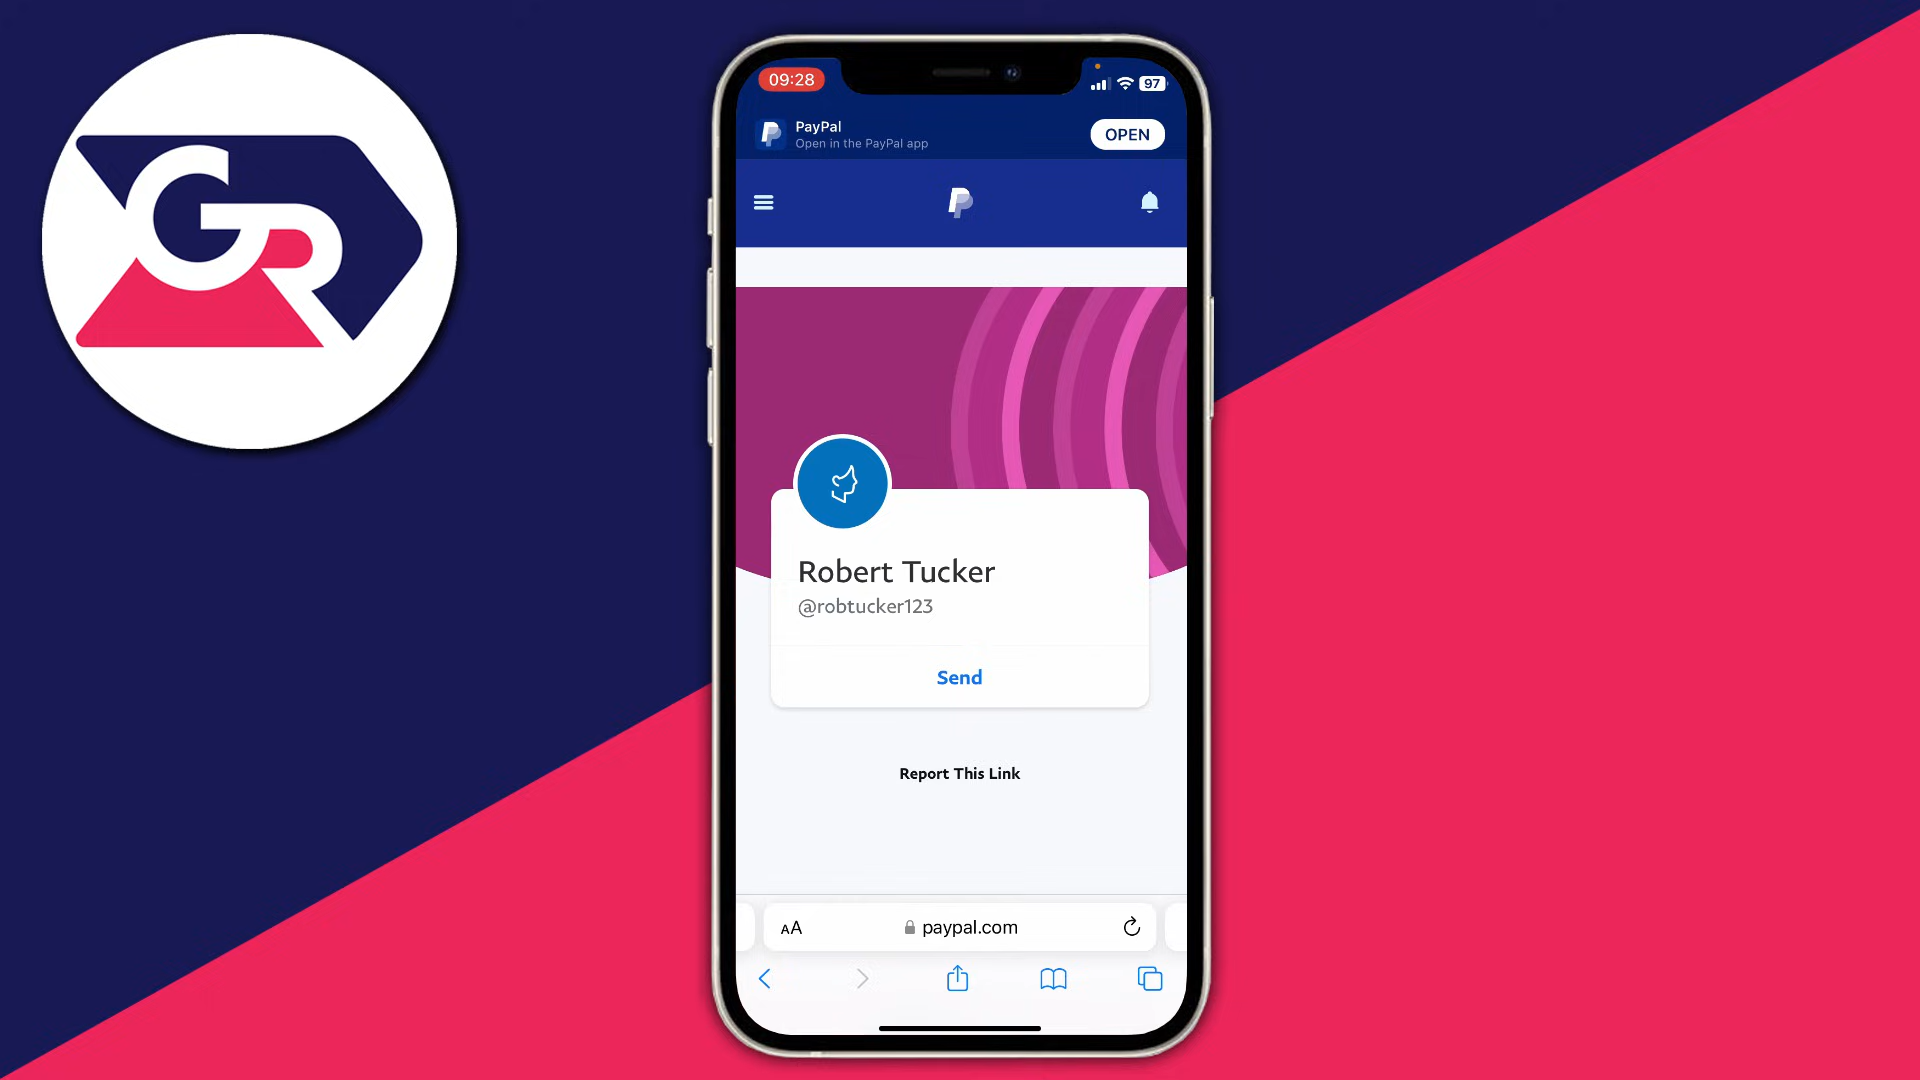 GR
09:28
97
PayPal
Open in the PayPal app
OPEN
Robert Tucker
@robtucker123
Send
Report This Link
AA
paypal.com